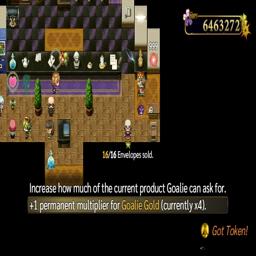 6463272
16/16 Envelopes sold.
Increase how much of the current product Goalie can ask for.
+1 permanent multiplier for Goalie Gold (currently x4).
Got Token!